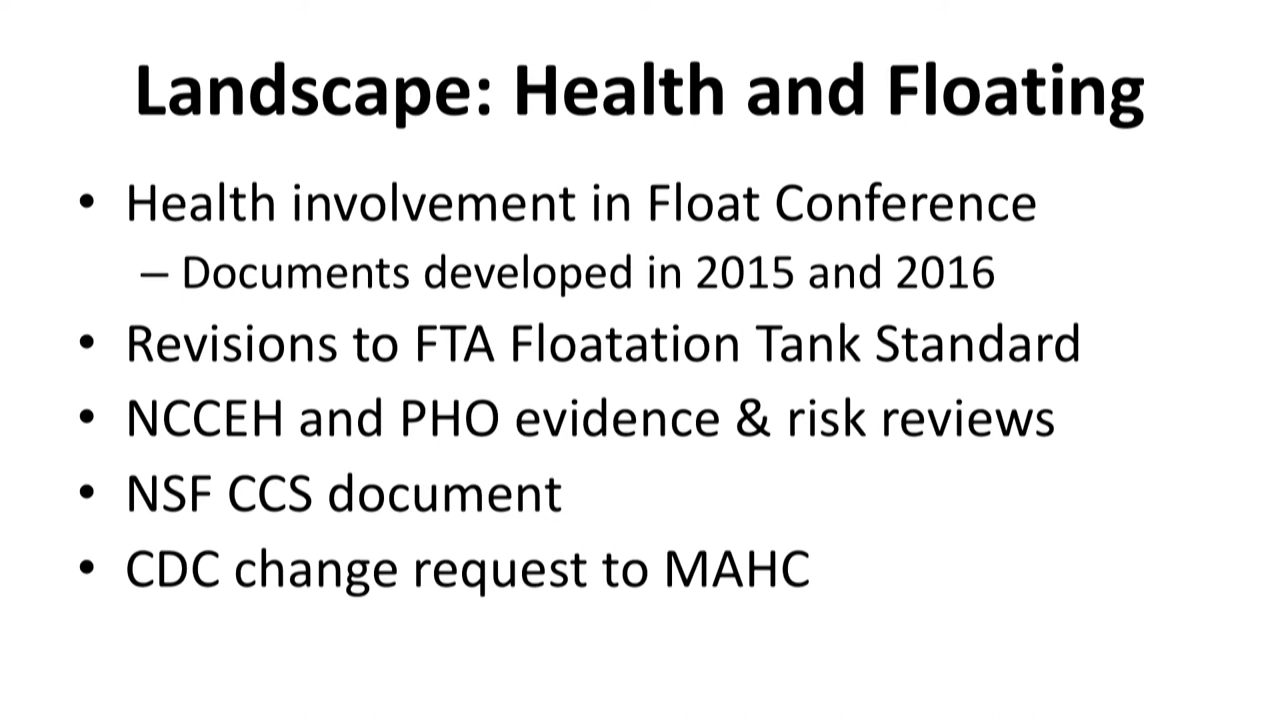 Landscape: Health and Floating
• Health involvement in Float Conference
– Documents developed in 2015 and 2016
• Revisions to FTA Floatation Tank Standard
• NCCEH and PHO evidence & risk reviews
• NSF CCS document
• CDC change request to MAHC